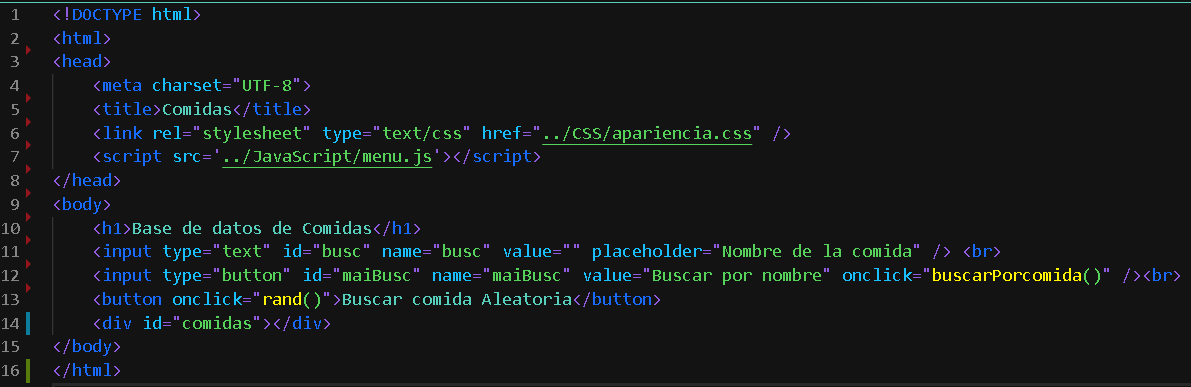 1 <!DOCTYPE html>
2 <html>
3 <head>
4 <meta charset="UTF-8">
5 <title>Comidas</title>
6 <link rel="stylesheet" type="text/css" href="../CSS/apariencia.css" />
7 <script src='../JavaScript/menu.js'></script>
8 </head>
9 <body>
10 <h1>Base de datos de Comidas</h1>
11 <input type="text" id="busc" name="busc" value="" placeholder="Nombre de la comida" /> <br>
12 <input type="button" id="maiBusc" name="maiBusc" value="Buscar por nombre" onclick="buscarPorcomida()" /><br>
13 <button onclick="rand()">Buscar comida Aleatoria</button>
14 <div id="comidas"></div>
15 </body>
16 </html>